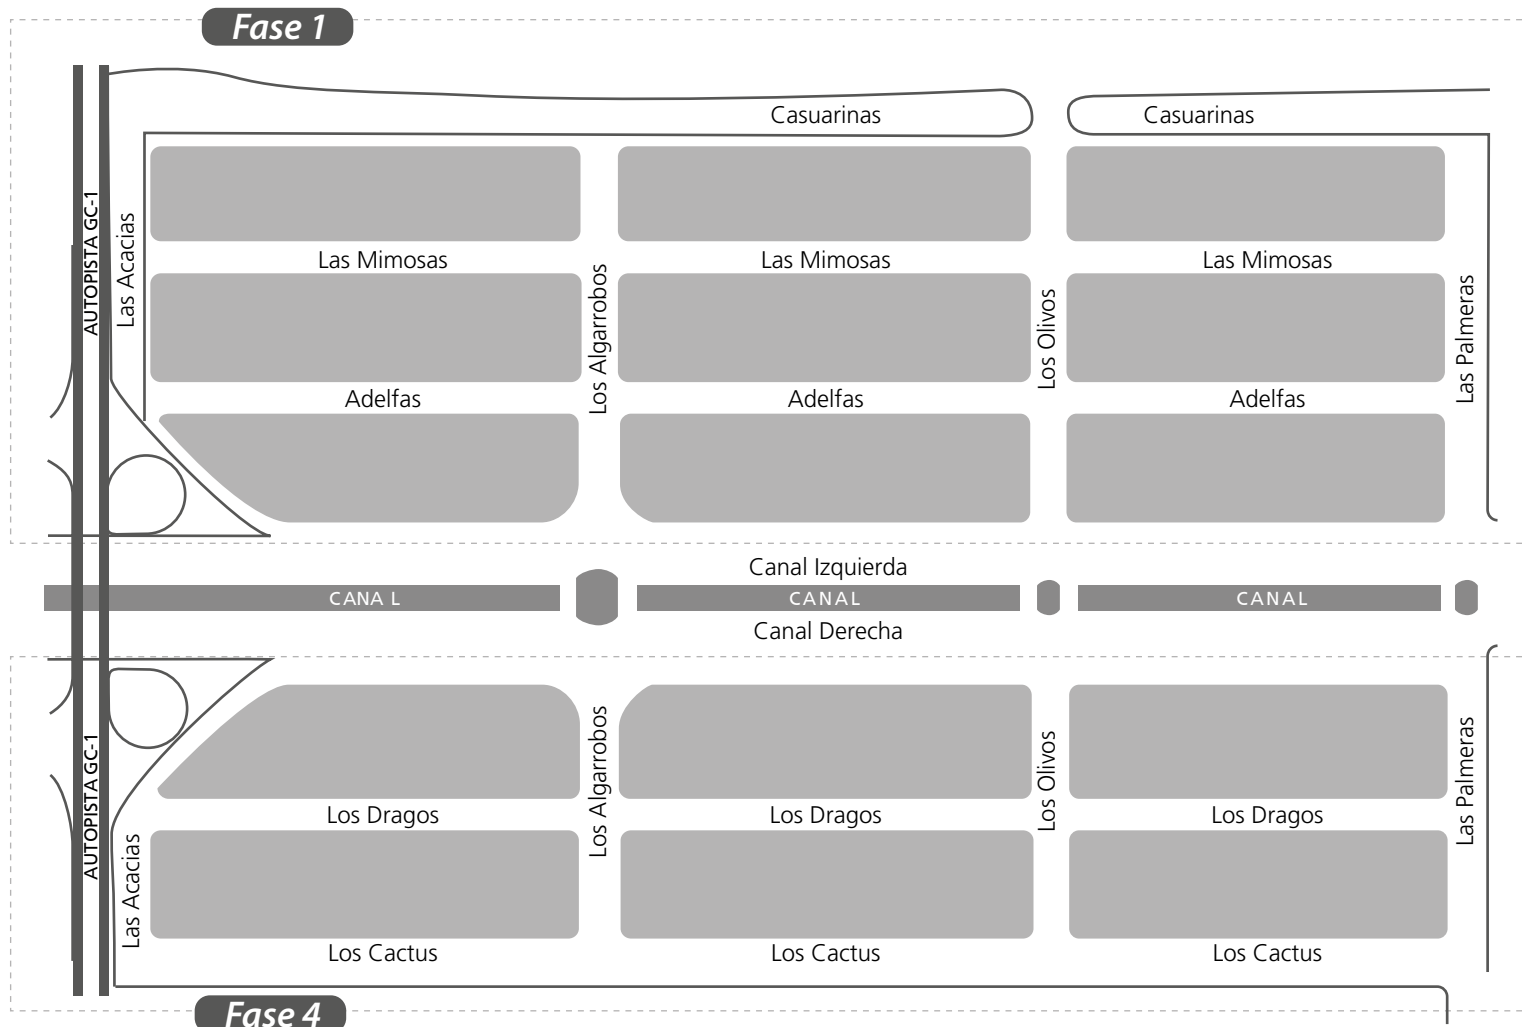 Fase 1
Casuarinas
Casuarinas
AUTOPISTA GC-1
Las Acacias
Las Mimosas
Las Mimosas
Las Mimosas
Los Algarrobos
Los Olivos
Las Palmeras
Adelfas
Adelfas
Adelfas
Canal Izquierda
CANA L
CANAL
CANAL
Canal Derecha
AUTOPISTA GC-1
Las Acacias
Los Algarrobos
Los Olivos
Las Palmeras
Los Dragos
Los Dragos
Los Dragos
Los Cactus
Los Cactus
Los Cactus
Fase 4